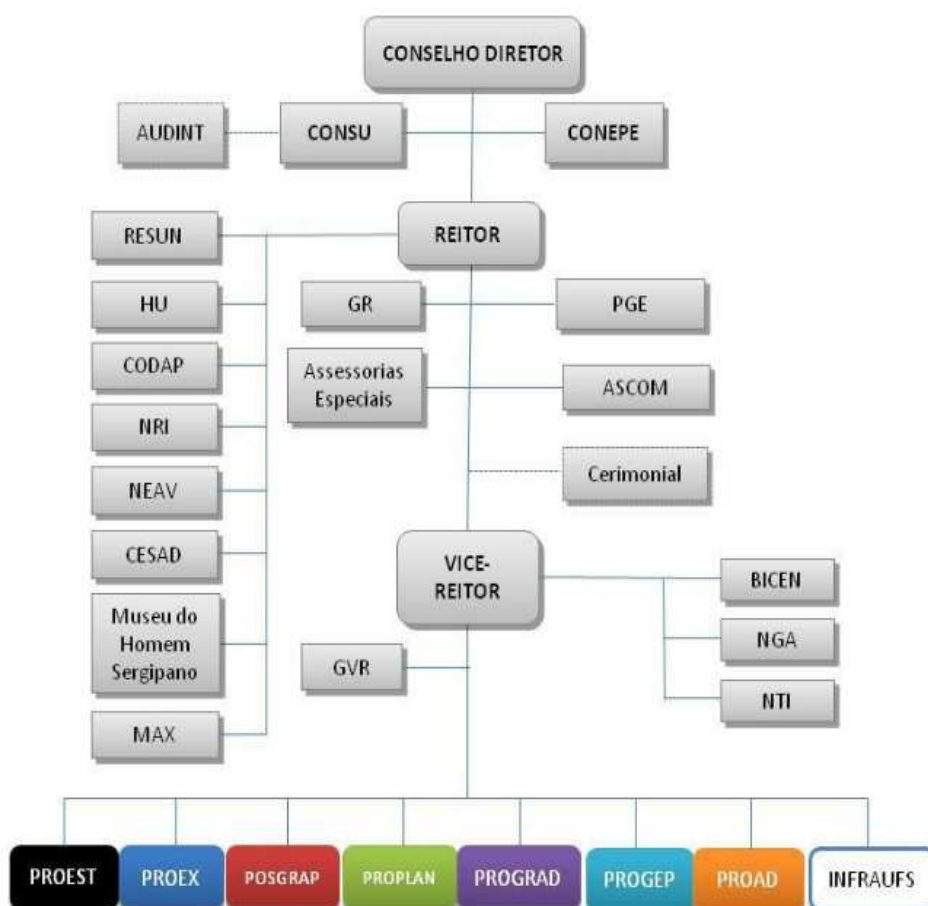 CONSELHO DIRETOR
AUDINT
CONSU
CONEPE
REITOR
RESUN
HU
CODAP
NRI
NEAV
CESAD
Museu do
Homem
Sergipano
MAX
GR
PGE
Assessorias
Especiais
ASCOM
Cerimonial
VICE-
REITOR
BICEN
NGA
NTI
GVR
PROEST
PROEX
POSGRAP
PROPLAN
PROGRAD
PROGEP
PROAD
INFRAUFS